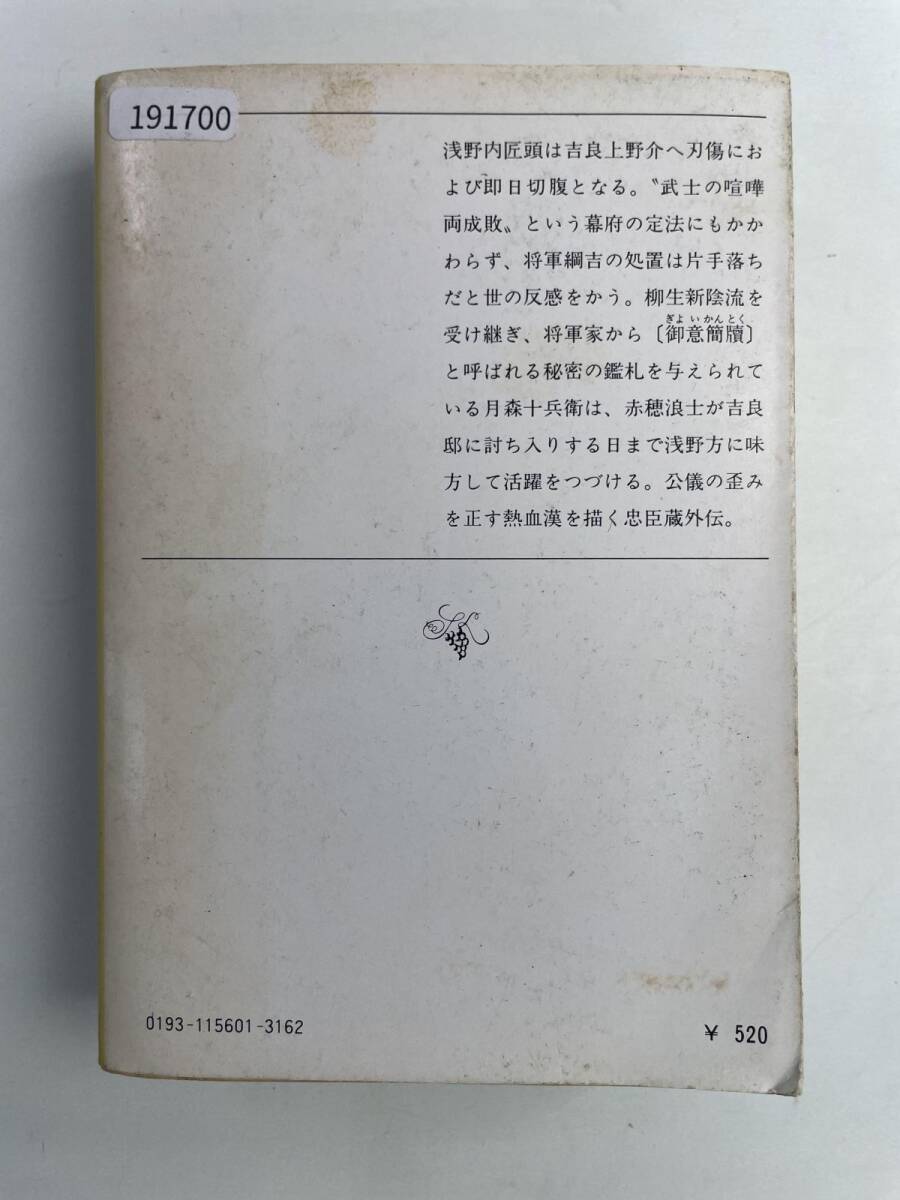 191700
浅野内匠頭は吉良上野介へ刃傷にお
よび即日切腹となる。〝武士の喧嘩
両成敗〟という幕府の定法にもかか
わらず、将軍綱吉の処置は片手落ち
だと世の反感をかう。柳生新陰流を
ぎょいかんとく
受け継ぎ、将軍家から〔御意簡牘〕
と呼ばれる秘密の鑑札を与えられて
いる月森十兵衛は、赤穂浪士が吉良
邸に討ち入りする日まで浅野方に味
方して活躍をつづける。公儀の歪み
を正す熱血漢を描く忠臣蔵外伝。
SK
0193-115601-3162
¥ 520